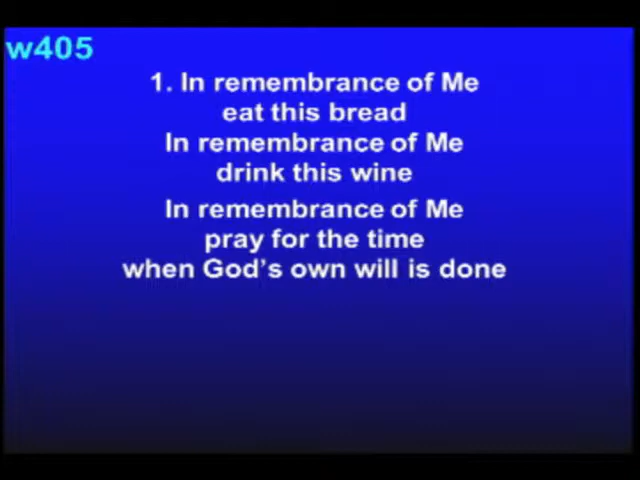 w405
1. In remembrance of Me
eat this bread
In remembrance of Me
drink this wine
In remembrance of Me
pray for the time
when God's own will is done